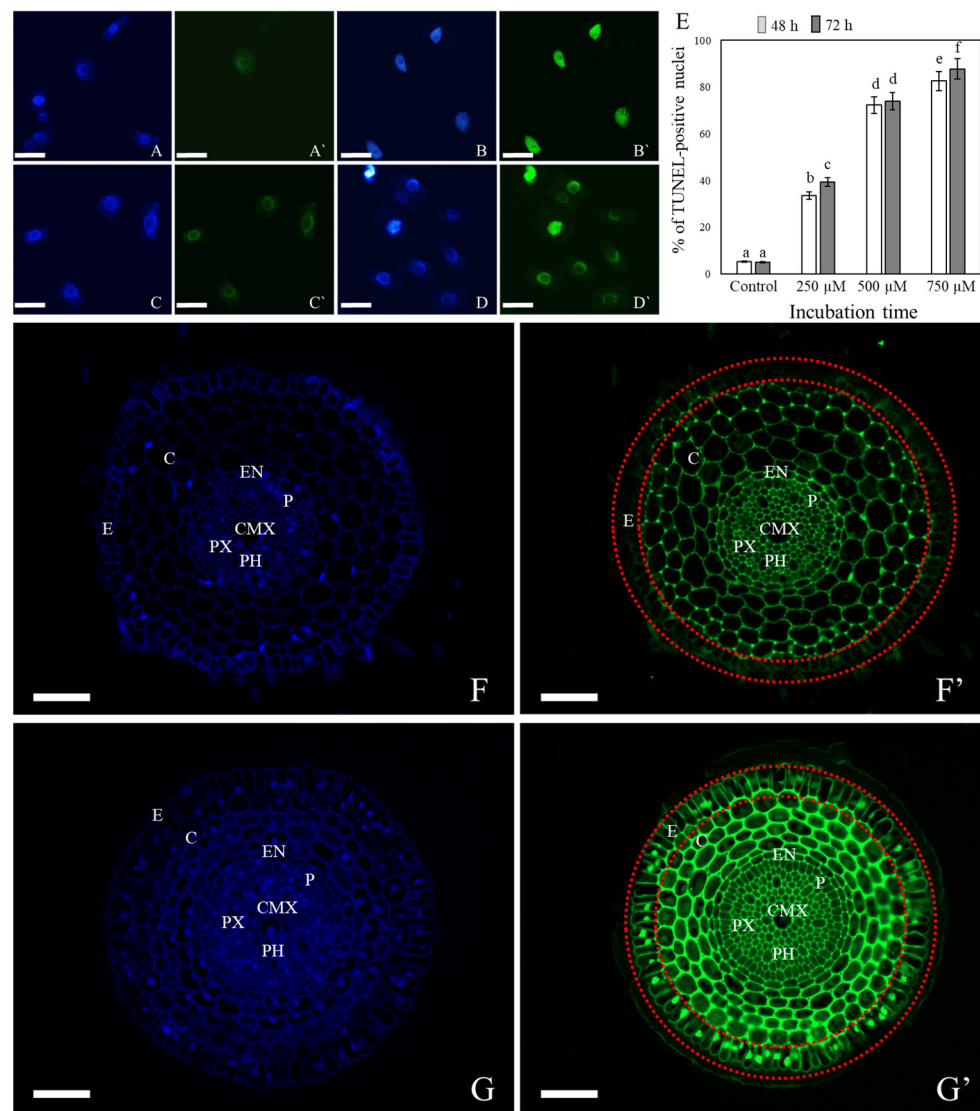 A
A`
B
B`
C
C`
D
D`
E
48 h
72 h
% of TUNEL-positive nuclei
100
80
60
40
20
0
a
a
b
c
d
d
e
f
Control
250 µM
500 µM
750 µM
Incubation time
C
EN
P
E
CMX
PX
PH
F
C
EN
P
E
CMX
PX
PH
F’
E
C
EN
P
CMX
PX
PH
G
E
C
EN
P
CMX
PX
PH
G’